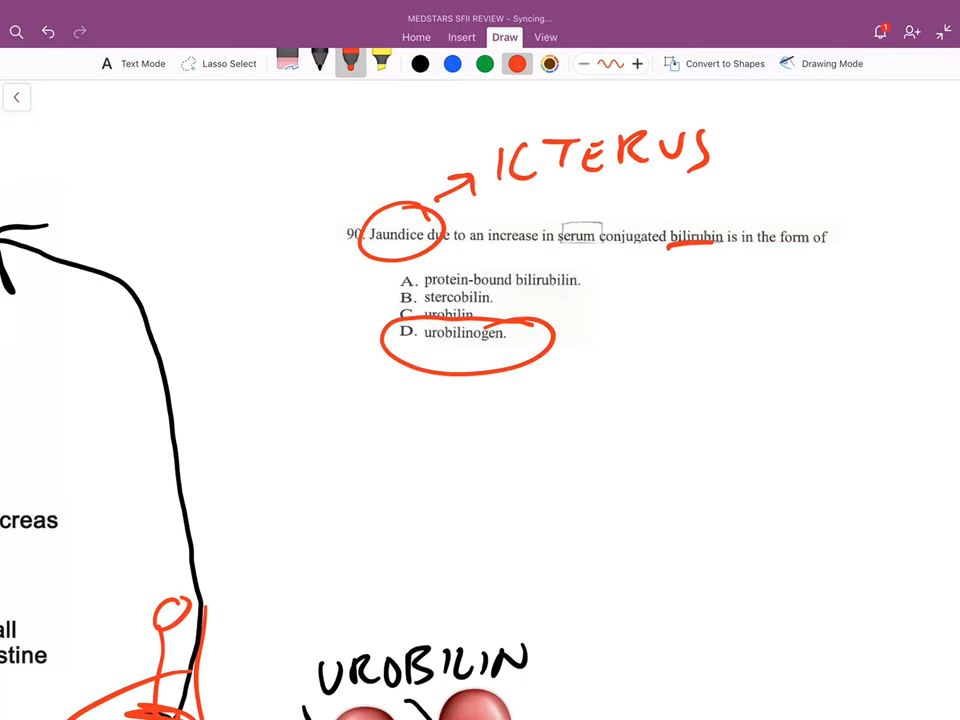 MEDSTARS SFII REVIEW - Syncing...
Home Insert Draw View
1
A Text Mode Lasso Select Convert to Shapes Drawing Mode
ICTERUS
90. Jaundice due to an increase in serum conjugated bilirubin is in the form of
A. protein-bound bilirubilin.
B. stercobilin.
C. urobilin.
D. urobilinogen.
creas
all
stine
UROBILIN